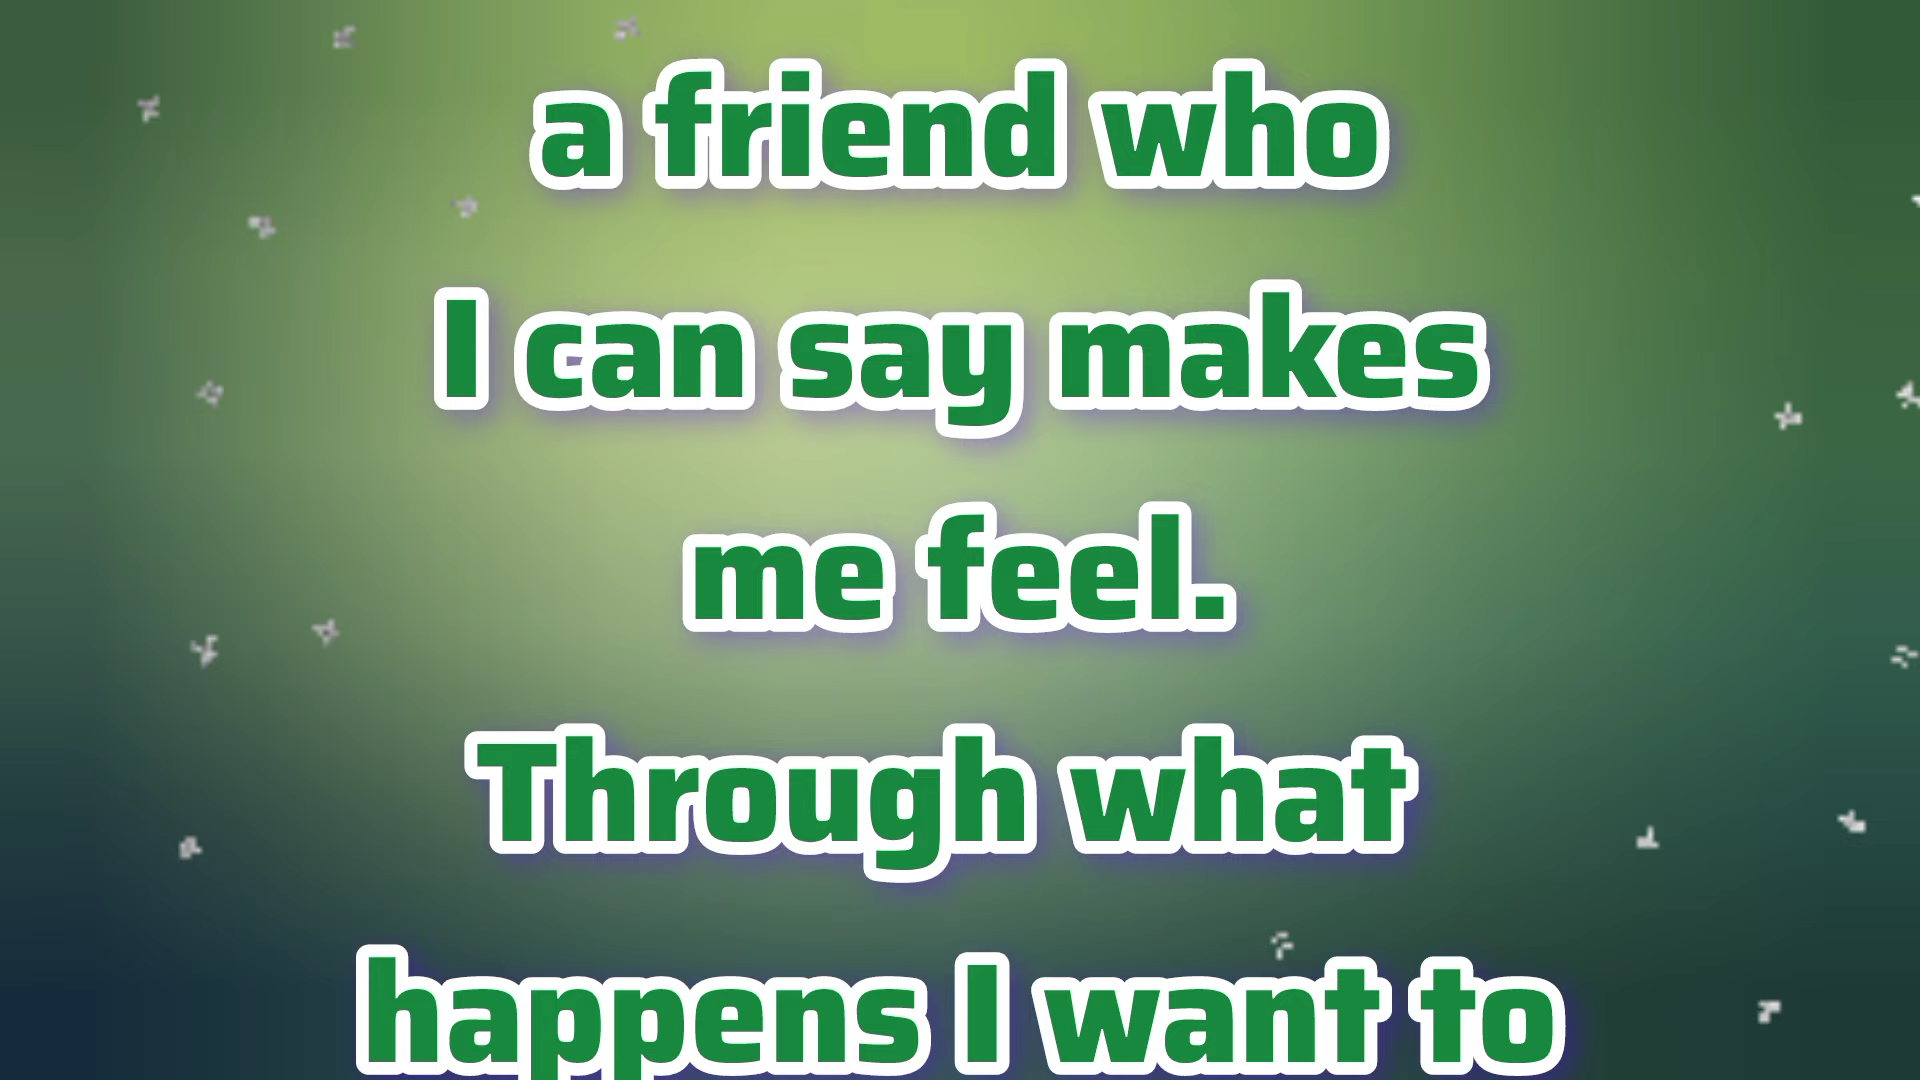 a friend who
I can say makes
me feel.
Through what
happens I want to